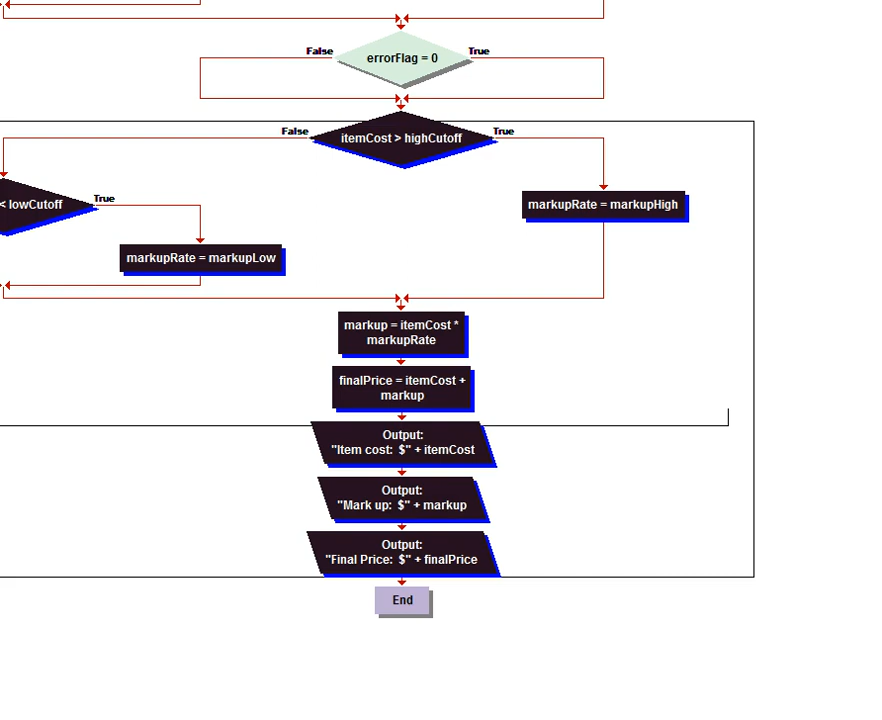 False
errorFlag = 0
True
False
itemCost > highCutoff
True
< lowCutoff
True
markupRate = markupHigh
markupRate = markupLow
markup = itemCost *
markupRate
finalPrice = itemCost +
markup
Output:
"Item cost:  $" + itemCost
Output:
"Mark up:  $" + markup
Output:
"Final Price:  $" + finalPrice
End